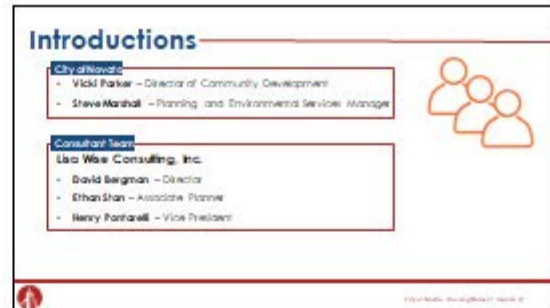 Introductions
City of Novato
- Vicki Parker – Director of Community Development
- Steve Marshall – Planning and Environmental Services Manager
Consultant Team
Lisa Wise Consulting, Inc.
- David Bergman – Director
- Ethan Stan – Associate Planner
- Henry Pontarelli – Vice President